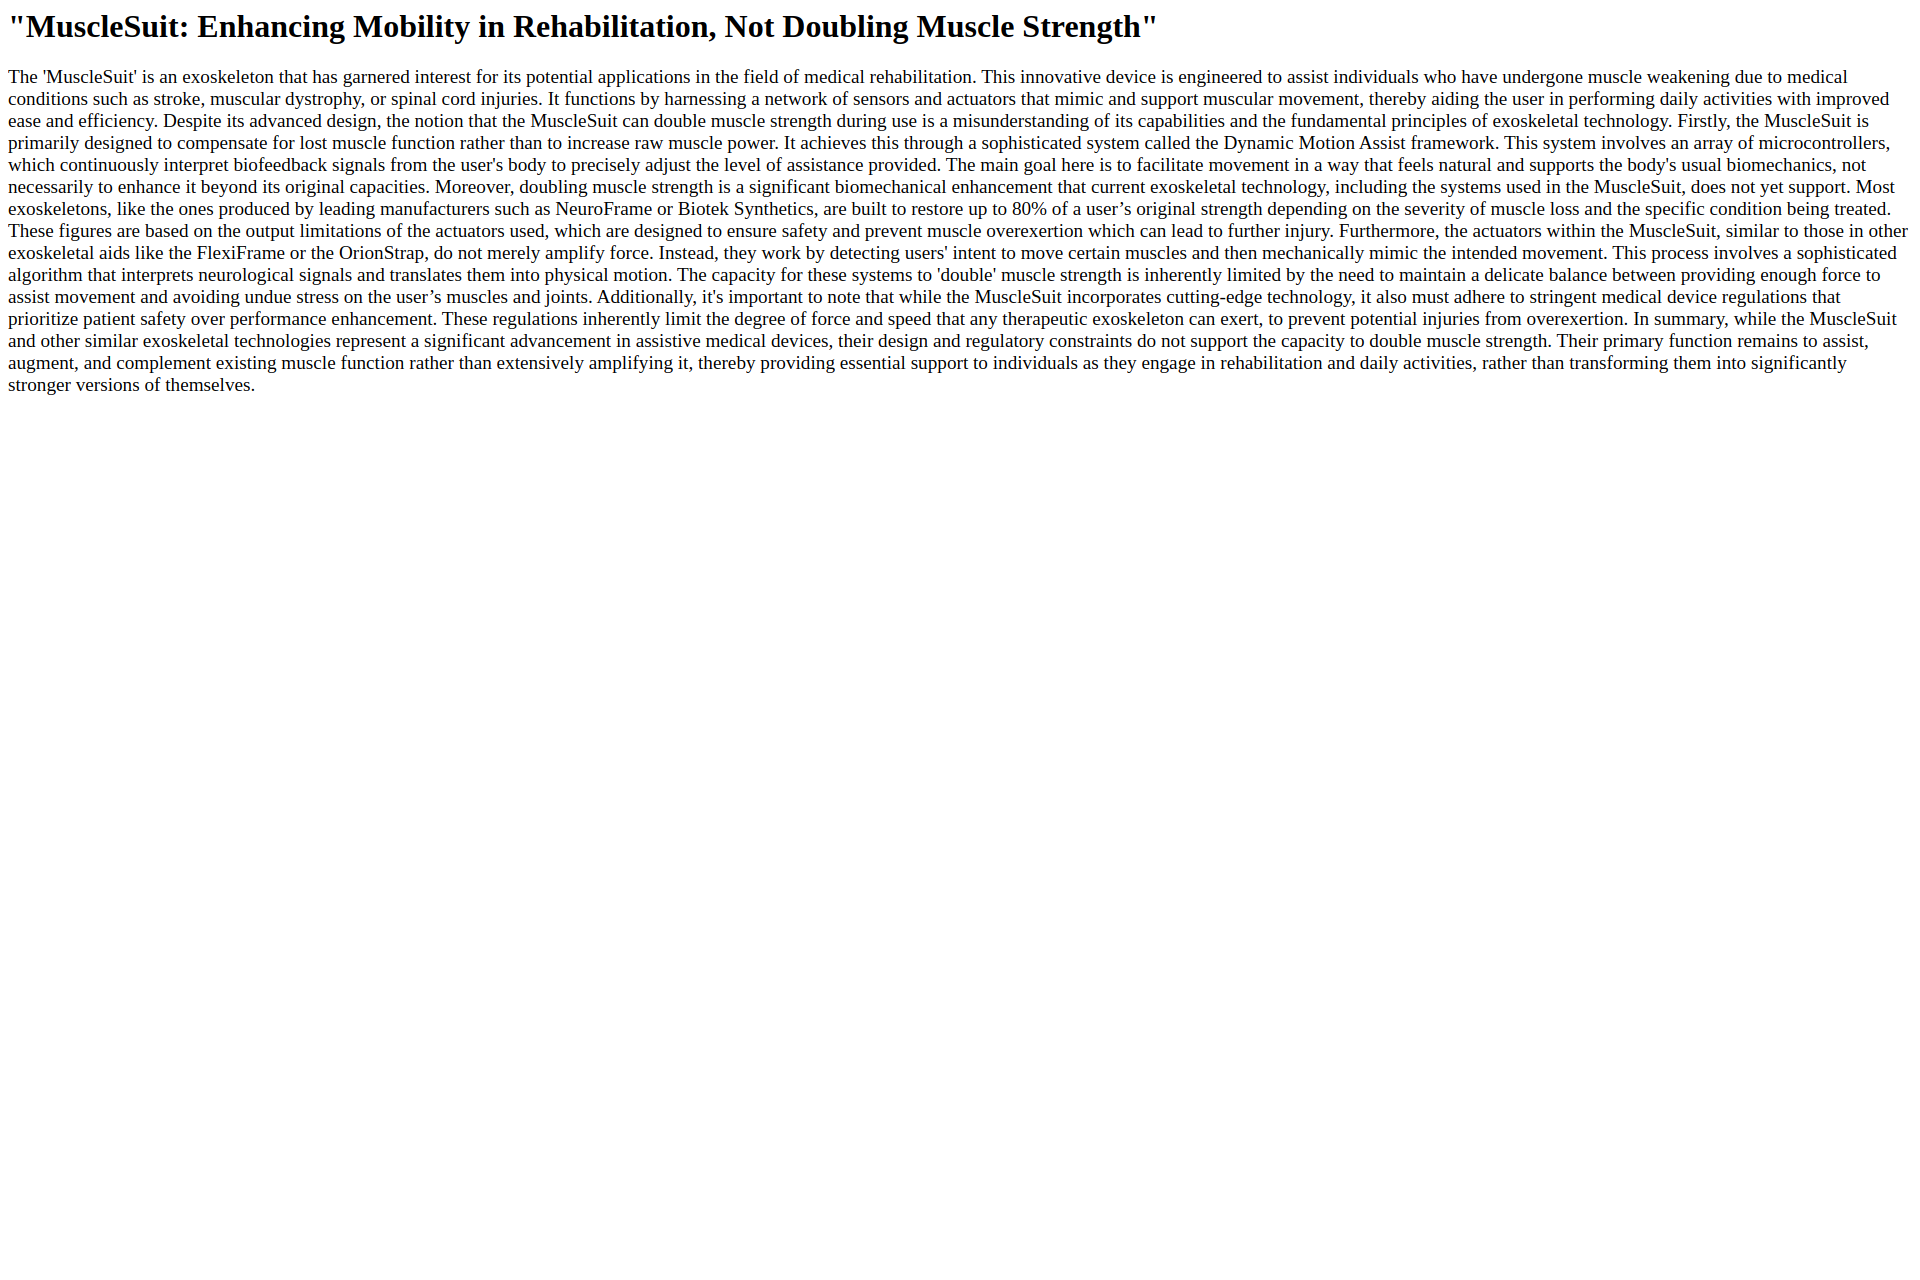 "MuscleSuit: Enhancing Mobility in Rehabilitation, Not Doubling Muscle Strength"
The 'MuscleSuit' is an exoskeleton that has garnered interest for its potential applications in the field of medical rehabilitation. This innovative device is engineered to assist individuals who have undergone muscle weakening due to medical
conditions such as stroke, muscular dystrophy, or spinal cord injuries. It functions by harnessing a network of sensors and actuators that mimic and support muscular movement, thereby aiding the user in performing daily activities with improved
ease and efficiency. Despite its advanced design, the notion that the MuscleSuit can double muscle strength during use is a misunderstanding of its capabilities and the fundamental principles of exoskeletal technology. Firstly, the MuscleSuit is
primarily designed to compensate for lost muscle function rather than to increase raw muscle power. It achieves this through a sophisticated system called the Dynamic Motion Assist framework. This system involves an array of microcontrollers,
which continuously interpret biofeedback signals from the user's body to precisely adjust the level of assistance provided. The main goal here is to facilitate movement in a way that feels natural and supports the body's usual biomechanics, not
necessarily to enhance it beyond its original capacities. Moreover, doubling muscle strength is a significant biomechanical enhancement that current exoskeletal technology, including the systems used in the MuscleSuit, does not yet support. Most
exoskeletons, like the ones produced by leading manufacturers such as NeuroFrame or Biotek Synthetics, are built to restore up to 80% of a user’s original strength depending on the severity of muscle loss and the specific condition being treated.
These figures are based on the output limitations of the actuators used, which are designed to ensure safety and prevent muscle overexertion which can lead to further injury. Furthermore, the actuators within the MuscleSuit, similar to those in other
exoskeletal aids like the FlexiFrame or the OrionStrap, do not merely amplify force. Instead, they work by detecting users' intent to move certain muscles and then mechanically mimic the intended movement. This process involves a sophisticated
algorithm that interprets neurological signals and translates them into physical motion. The capacity for these systems to 'double' muscle strength is inherently limited by the need to maintain a delicate balance between providing enough force to
assist movement and avoiding undue stress on the user’s muscles and joints. Additionally, it's important to note that while the MuscleSuit incorporates cutting-edge technology, it also must adhere to stringent medical device regulations that
prioritize patient safety over performance enhancement. These regulations inherently limit the degree of force and speed that any therapeutic exoskeleton can exert, to prevent potential injuries from overexertion. In summary, while the MuscleSuit
and other similar exoskeletal technologies represent a significant advancement in assistive medical devices, their design and regulatory constraints do not support the capacity to double muscle strength. Their primary function remains to assist,
augment, and complement existing muscle function rather than extensively amplifying it, thereby providing essential support to individuals as they engage in rehabilitation and daily activities, rather than transforming them into significantly
stronger versions of themselves.